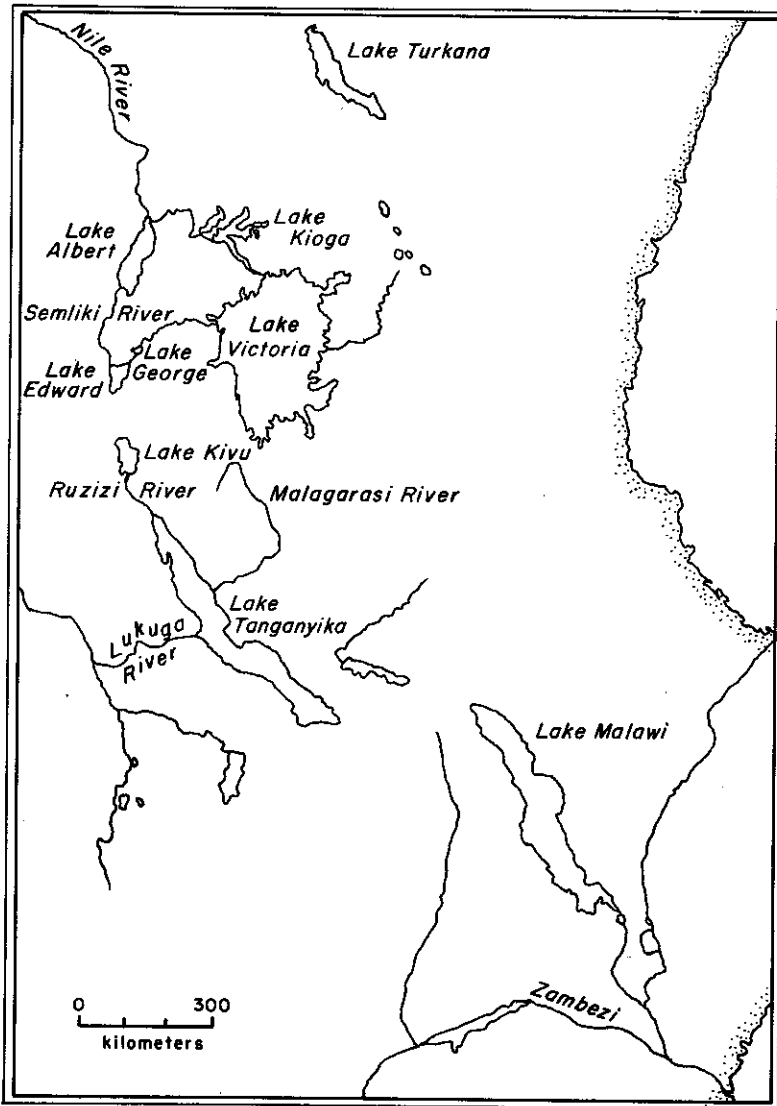 Nile River
Lake Turkana
Lake
Kioga
Lake
Albert
Semliki River
Lake
Victoria
Lake
George
Lake
Edward
Lake Kivu
Ruzizi River
Malagarasi River
Lake
Tanganyika
Lukuga
River
Lake Malawi
Zambezi
0 300
kilometers